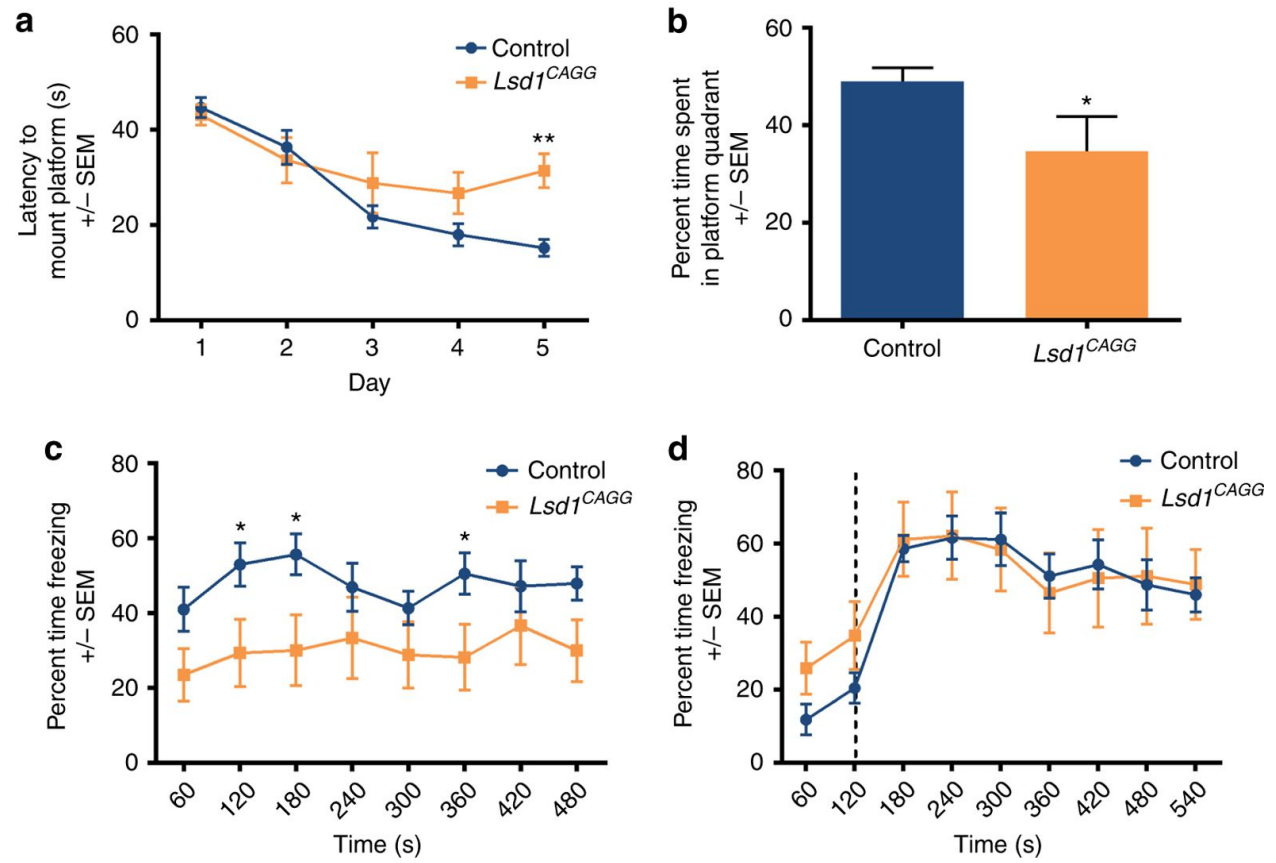 a
60
40
20
0
Latency to
mount platform (s)
+/– SEM
Control
Lsd1CAGG
**
1 2 3 4 5
Day
b
60
40
20
0
Percent time spent
in platform quadrant
+/– SEM
*
Control Lsd1CAGG
c
80
60
40
20
0
Percent time freezing
+/– SEM
Control
Lsd1CAGG
* * *
60 120 180 240 300 360 420 480
Time (s)
d
80
60
40
20
0
Percent time freezing
+/– SEM
Control
Lsd1CAGG
60 120 180 240 300 360 420 480 540
Time (s)